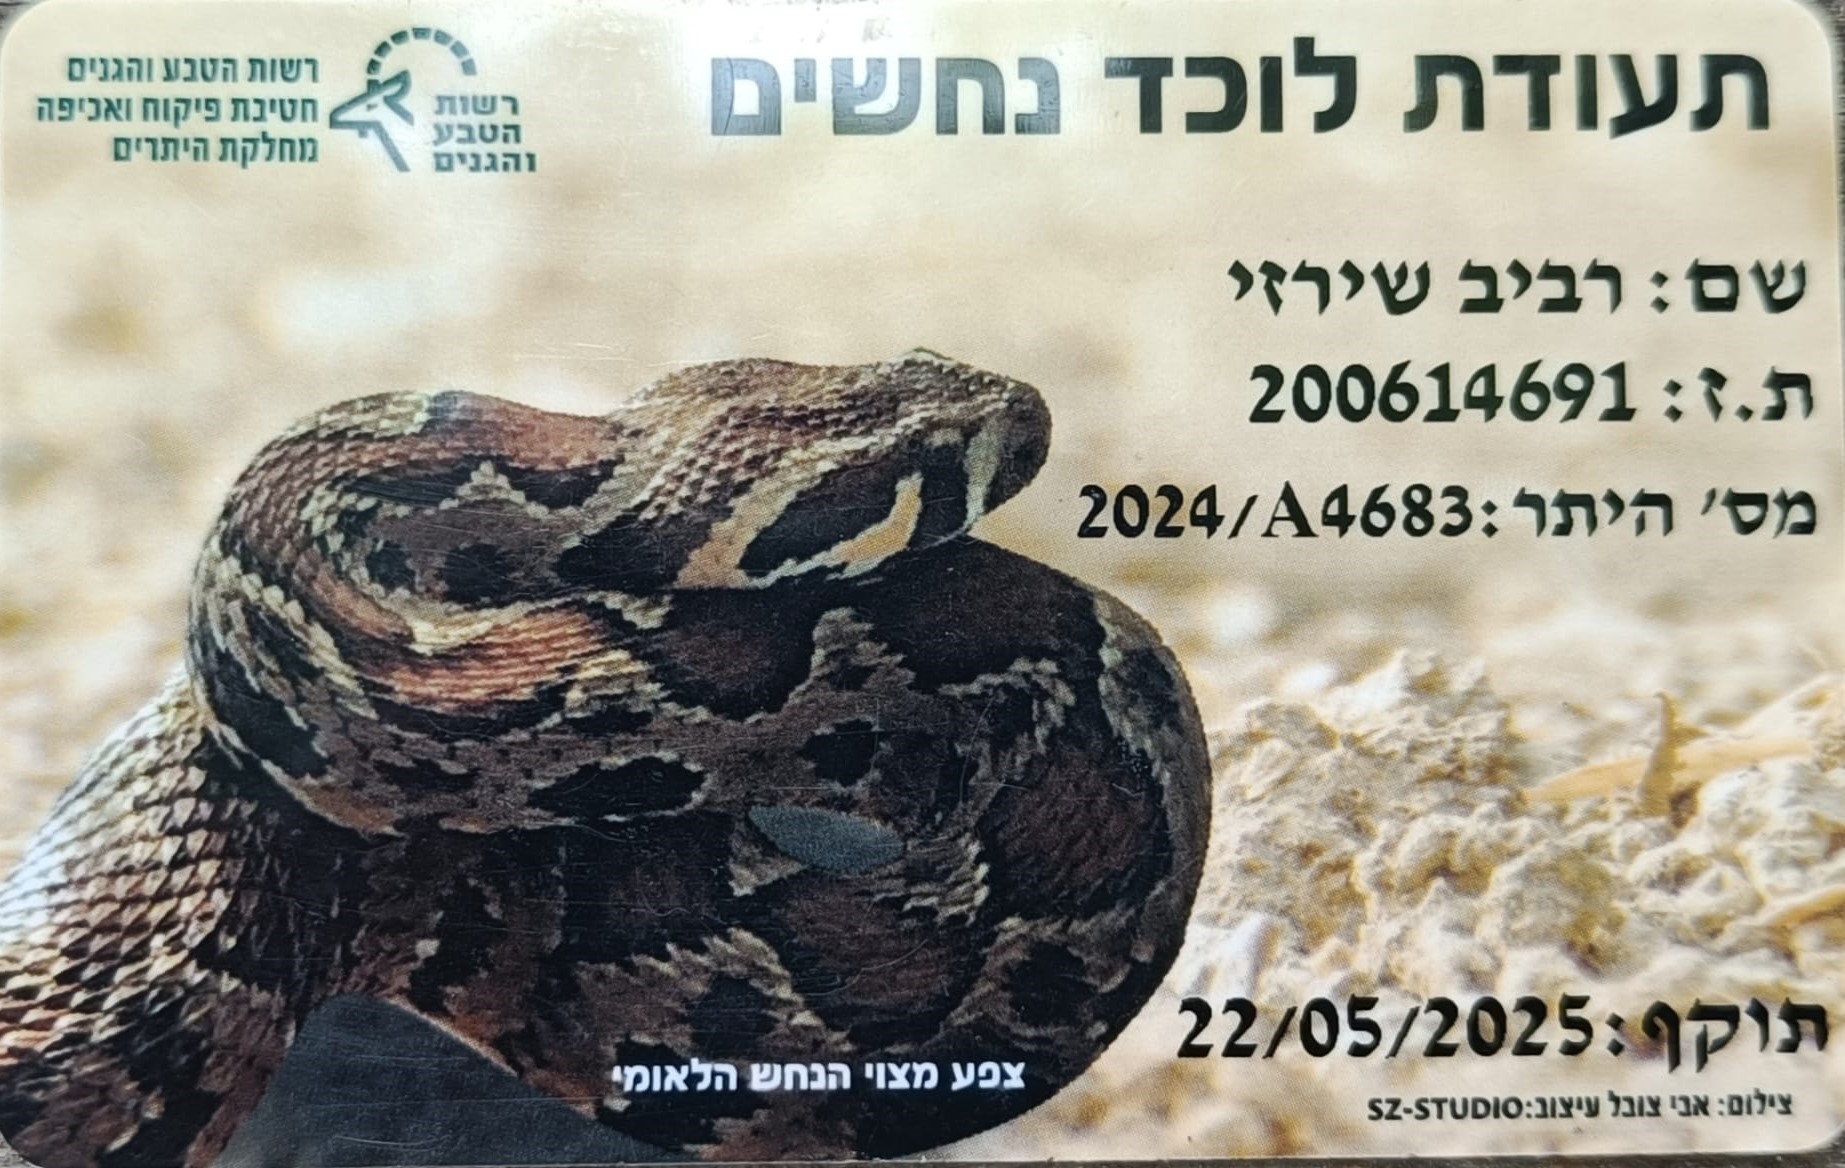 תעודת לוכד נחשים
רשות
הטבע
והגנים
רשות הטבע והגנים
חטיבת פיקוח ואכיפה
מחלקת היתרים
שם: רביב שירזי
ת.ז: 200614691
מס' היתר: 2024/A4683
תוקף: 22/05/2025
צפע מצוי הנחש הלאומי
צילום: אבי צובל עיצוב:SZ-STUDIO